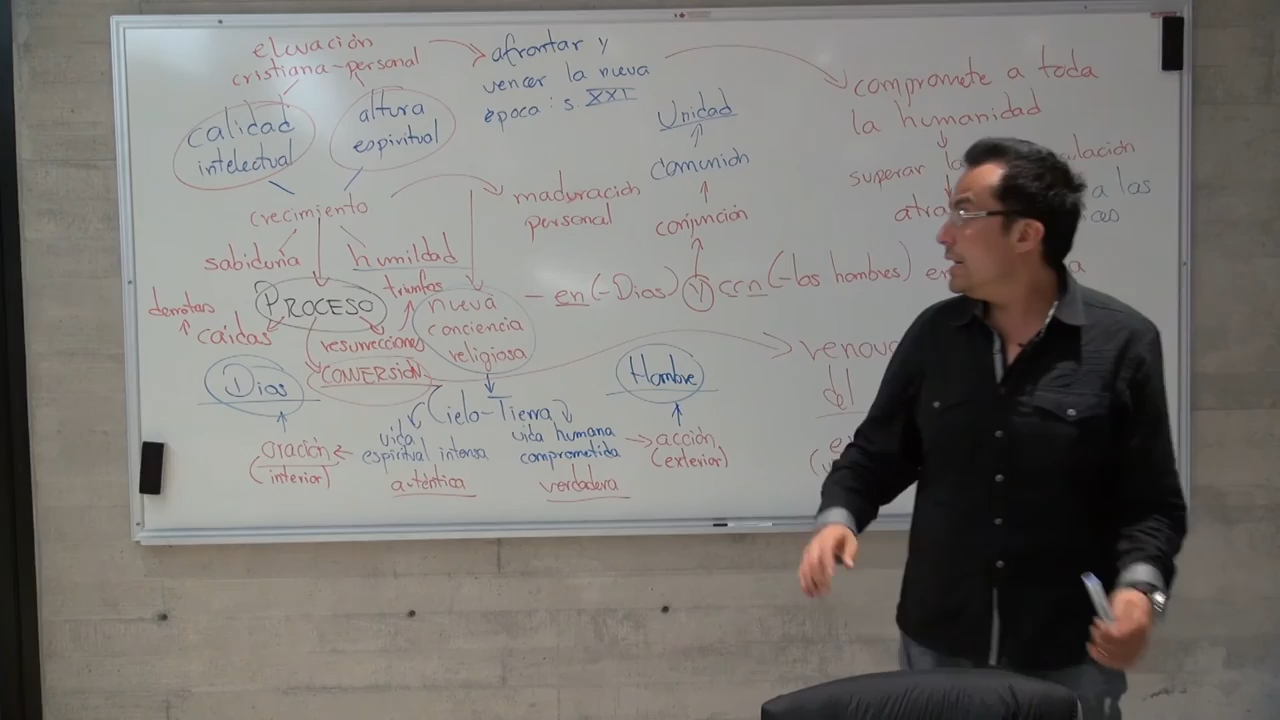 elevación
cristiana-personal
afrontar y
vencer la nueva
época: s. XXI
compromete a toda
la humanidad
superar
calidad
intelectual
altura
espiritual
Unidad
comunión
conjunción
crecimiento
maduración
personal
sabiduría
humildad
PROCESO
triunfos
derrotas
caídas
resurrecciones
CONVERSIÓN
nueva
conciencia
religiosa
- en (-Dios) y con (-los hombres)
a las
Dios
Hombre
del
Cielo-Tierra
vida
espiritual intensa
auténtica
vida humana
comprometida
verdadera
oración
(interior)
acción
(exterior)